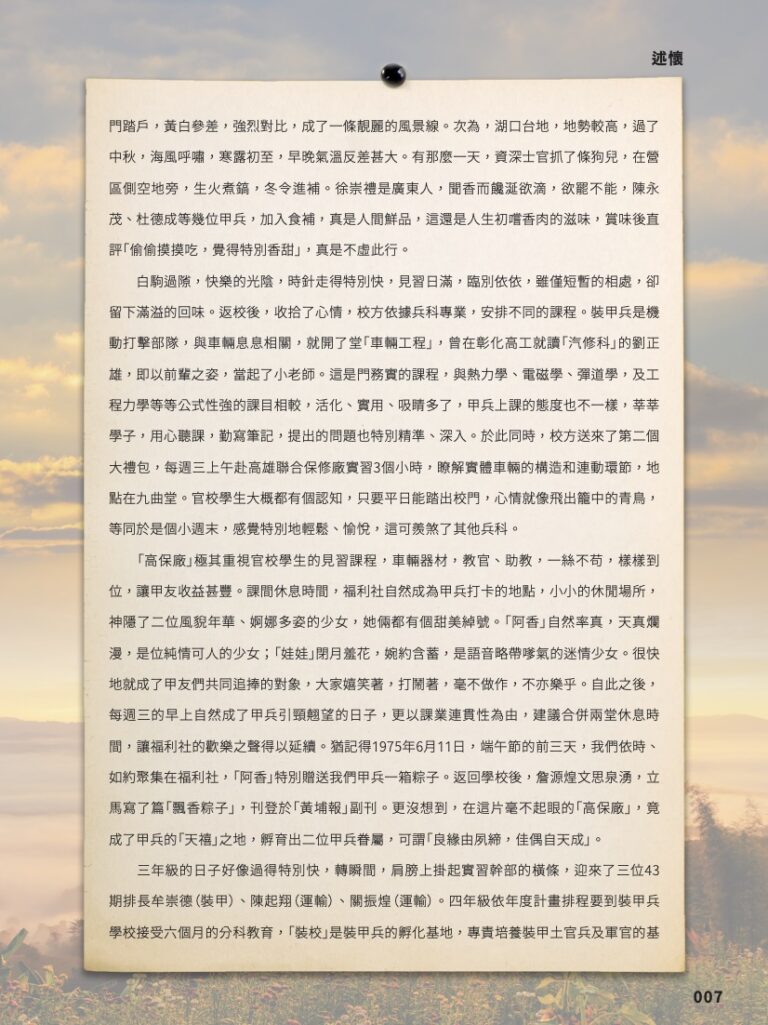 述懷
門踏戶，黃白參差，強烈對比，成了一條靚麗的風景線。次為，湖口台地，地勢較高，過了
中秋，海風呼嘯，寒露初至，早晚氣溫反差甚大。有那麼一天，資深士官抓了條狗兒，在營
區側空地旁，生火煮鎬，冬令進補。徐崇禮是廣東人，聞香而饞涎欲滴，欲罷不能，陳永
茂、杜德成等幾位甲兵，加入食補，真是人間鮮品，這還是人生初嚐香肉的滋味，賞味後直
評「偷偷摸摸吃，覺得特別香甜」，真是不虛此行。
白駒過隙，快樂的光陰，時針走得特別快，見習日滿，臨別依依，雖僅短暫的相處，卻
留下滿溢的回味。返校後，收拾了心情，校方依據兵科專業，安排不同的課程。裝甲兵是機
動打擊部隊，與車輛息息相關，就開了堂「車輛工程」，曾在彰化高工就讀「汽修科」的劉正
雄，即以前輩之姿，當起了小老師。這是門務實的課程，與熱力學、電磁學、彈道學，及工
程力學等等公式性強的課目相較，活化、實用、吸睛多了，甲兵上課的態度也不一樣，莘莘
學子，用心聽課，勤寫筆記，提出的問題也特別精準、深入。於此同時，校方送來了第二個
大禮包，每週三上午赴高雄聯合保修廠實習3個小時，瞭解實體車輛的構造和連動環節，地
點在九曲堂。官校學生大概都有個認知，只要平日能踏出校門，心情就像飛出籠中的青鳥，
等同於是個小週末，感覺特別地輕鬆、愉悅，這可羨煞了其他兵科。
「高保廠」極其重視官校學生的見習課程，車輛器材，教官、助教，一絲不苟，樣樣到
位，讓甲友收益甚豐。課間休息時間，福利社自然成為甲兵打卡的地點，小小的休閒場所，
神隱了二位風貌年華、婀娜多姿的少女，她倆都有個甜美綽號。「阿香」自然率真，天真爛
漫，是位純情可人的少女；「娃娃」閉月羞花，婉約含蓄，是語音略帶嗲氣的迷情少女。很快
地就成了甲友們共同追捧的對象，大家嬉笑著，打鬧著，毫不做作，不亦樂乎。自此之後，
每週三的早上自然成了甲兵引頸翹望的日子，更以課業連貫性為由，建議合併兩堂休息時
間，讓福利社的歡樂之聲得以延續。猶記得1975年6月11日，端午節的前三天，我們依時、
如約聚集在福利社，「阿香」特別贈送我們甲兵一箱粽子。返回學校後，詹源煌文思泉湧，立
馬寫了篇「飄香粽子」，刊登於「黃埔報」副刊。更沒想到，在這片毫不起眼的「高保廠」，竟
成了甲兵的「天禧」之地，孵育出二位甲兵眷屬，可謂「良緣由夙締，佳偶自天成」。
三年級的日子好像過得特別快，轉瞬間，肩膀上掛起實習幹部的橫條，迎來了三位43
期排長牟崇德（裝甲）、陳起翔（運輸）、關振煌（運輸）。四年級依年度計畫排程要到裝甲兵
學校接受六個月的分科教育，「裝校」是裝甲兵的孵化基地，專責培養裝甲士官兵及軍官的基
007